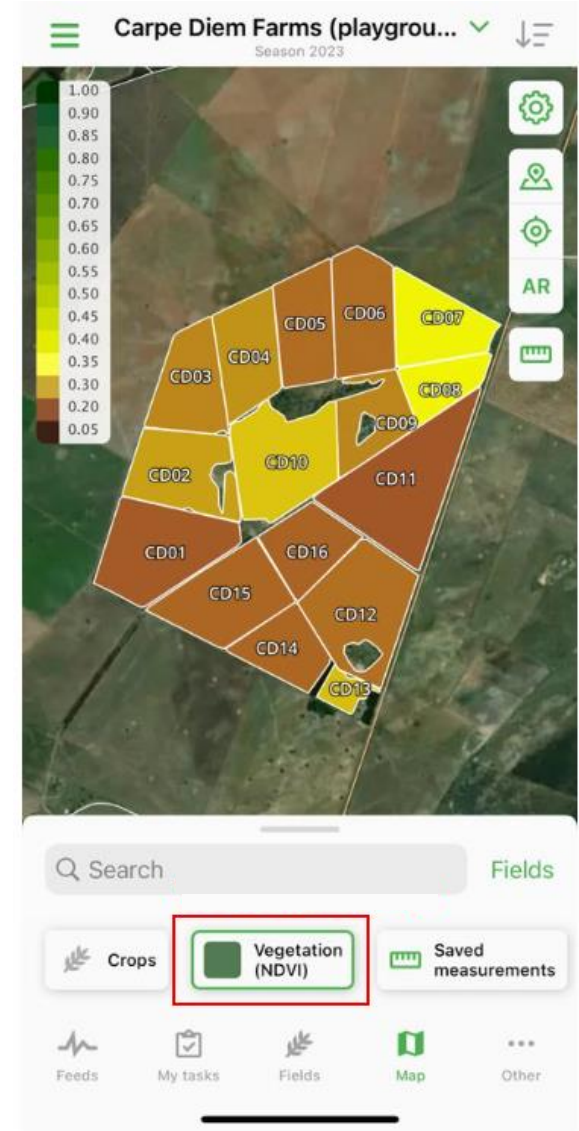 Carpe Diem Farms (playgrou...
Season 2023
1.00
0.90
0.85
0.80
0.75
0.70
0.65
0.60
0.55
0.50
0.45
0.40
0.35
0.30
0.20
0.05
AR
CD05
CD06
CD07
CD04
CD03
CD08
CD09
CD10
CD02
CD11
CD01
CD16
CD15
CD12
CD14
CD13
Search
Fields
Crops
Vegetation
(NDVI)
Saved
measurements
Feeds
My tasks
Fields
Map
Other